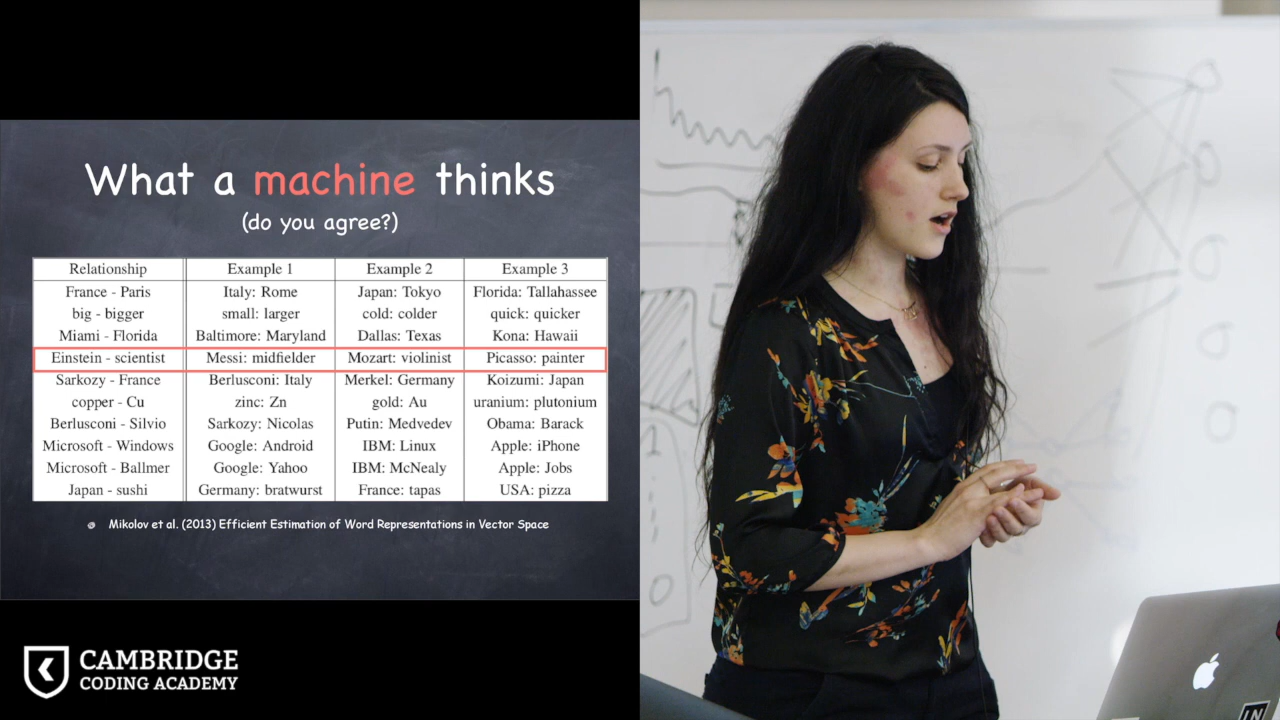 What a machine thinks
(do you agree?)
Relationship Example 1 Example 2 Example 3
France - Paris Italy: Rome Japan: Tokyo Florida: Tallahassee
big - bigger small: larger cold: colder quick: quicker
Miami - Florida Baltimore: Maryland Dallas: Texas Kona: Hawaii
Einstein - scientist Messi: midfielder Mozart: violinist Picasso: painter
Sarkozy - France Berlusconi: Italy Merkel: Germany Koizumi: Japan
copper - Cu zinc: Zn gold: Au uranium: plutonium
Berlusconi - Silvio Sarkozy: Nicolas Putin: Medvedev Obama: Barack
Microsoft - Windows Google: Android IBM: Linux Apple: iPhone
Microsoft - Ballmer Google: Yahoo IBM: McNealy Apple: Jobs
Japan - sushi Germany: bratwurst France: tapas USA: pizza
Mikolov et al. (2013) Efficient Estimation of Word Representations in Vector Space
CAMBRIDGE
CODING ACADEMY
IN